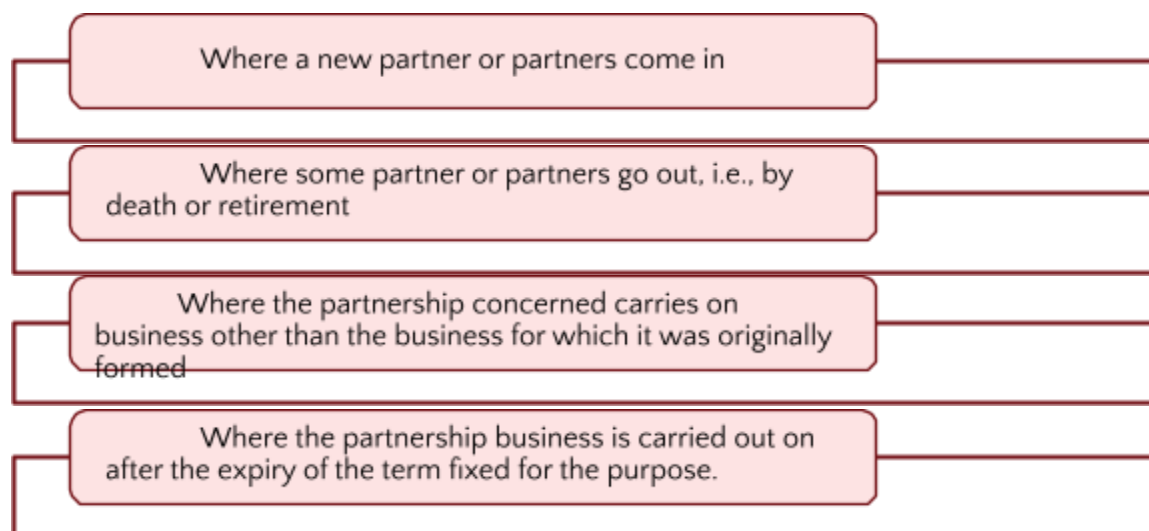 Where a new partner or partners come in
Where some partner or partners go out, i.e., by
death or retirement
Where the partnership concerned carries on
business other than the business for which it was originally
formed
Where the partnership business is carried out on
after the expiry of the term fixed for the purpose.